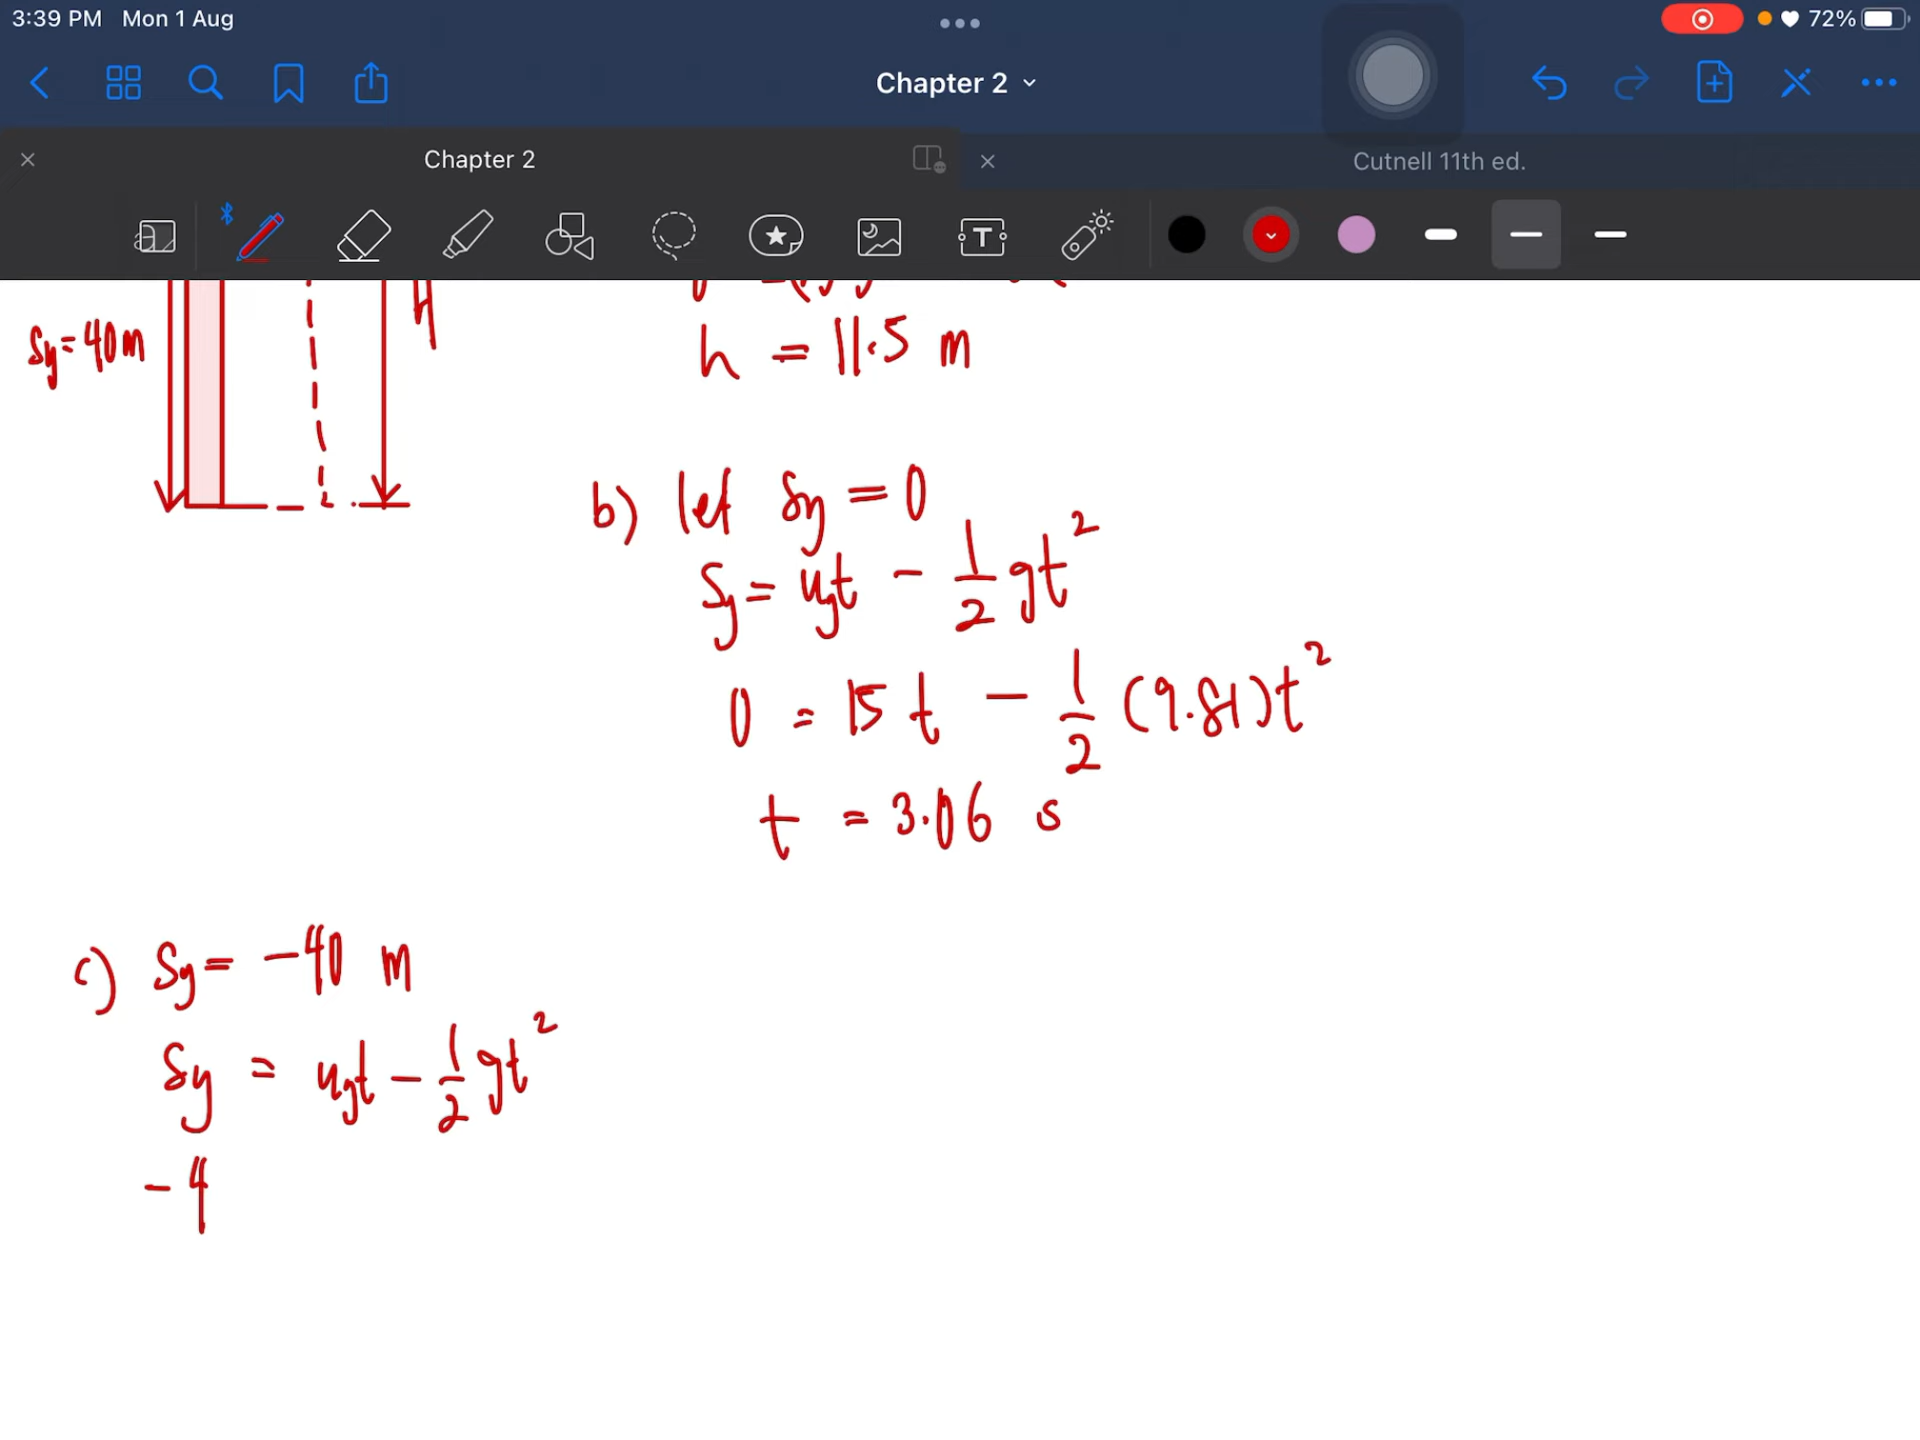 3:39 PM Mon 1 Aug
72%
Chapter 2
Chapter 2
Cutnell 11th ed.
T
H
Sy = 40 m
h = 11.5 m
b) let Sy = 0
Sy = uyt - 1/2 gt²
0 = 15 t - 1/2 (9.81)t²
t = 3.06 s
c) Sy = -40 m
Sy = uyt - 1/2 gt²
-4